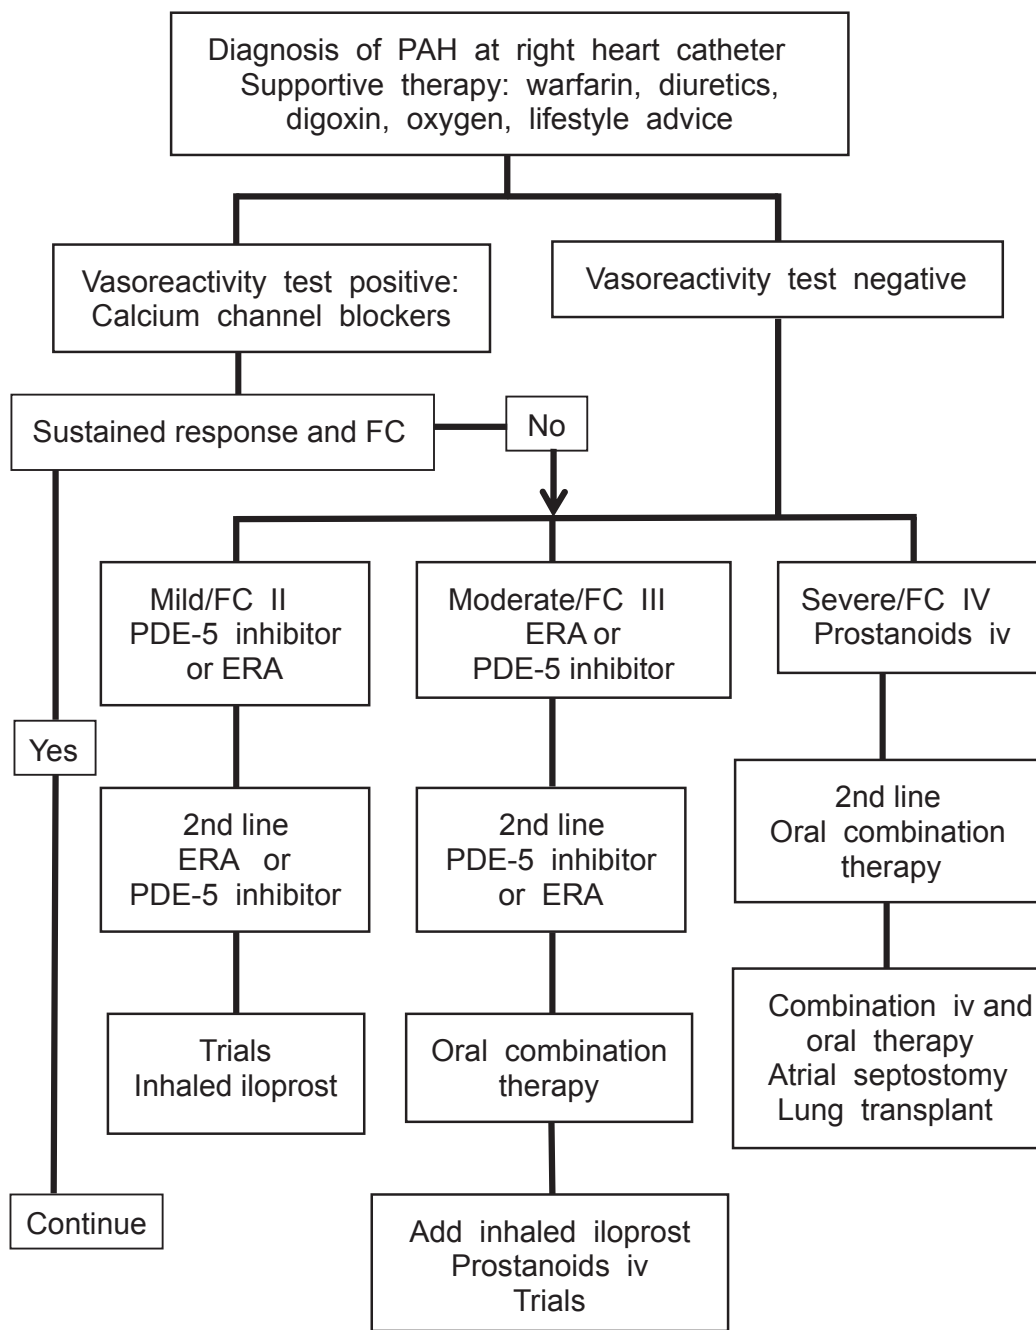 Diagnosis of PAH at right heart catheter
Supportive therapy: warfarin, diuretics,
digoxin, oxygen, lifestyle advice
Vasoreactivity test positive:
Calcium channel blockers
Vasoreactivity test negative
Sustained response and FC
No
Mild/FC II
PDE-5 inhibitor
or ERA
Moderate/FC III
ERA or
PDE-5 inhibitor
Severe/FC IV
Prostanoids iv
Yes
2nd line
ERA or
PDE-5 inhibitor
2nd line
PDE-5 inhibitor
or ERA
2nd line
Oral combination
therapy
Trials
Inhaled iloprost
Oral combination
therapy
Combination iv and
oral therapy
Atrial septostomy
Lung transplant
Continue
Add inhaled iloprost
Prostanoids iv
Trials